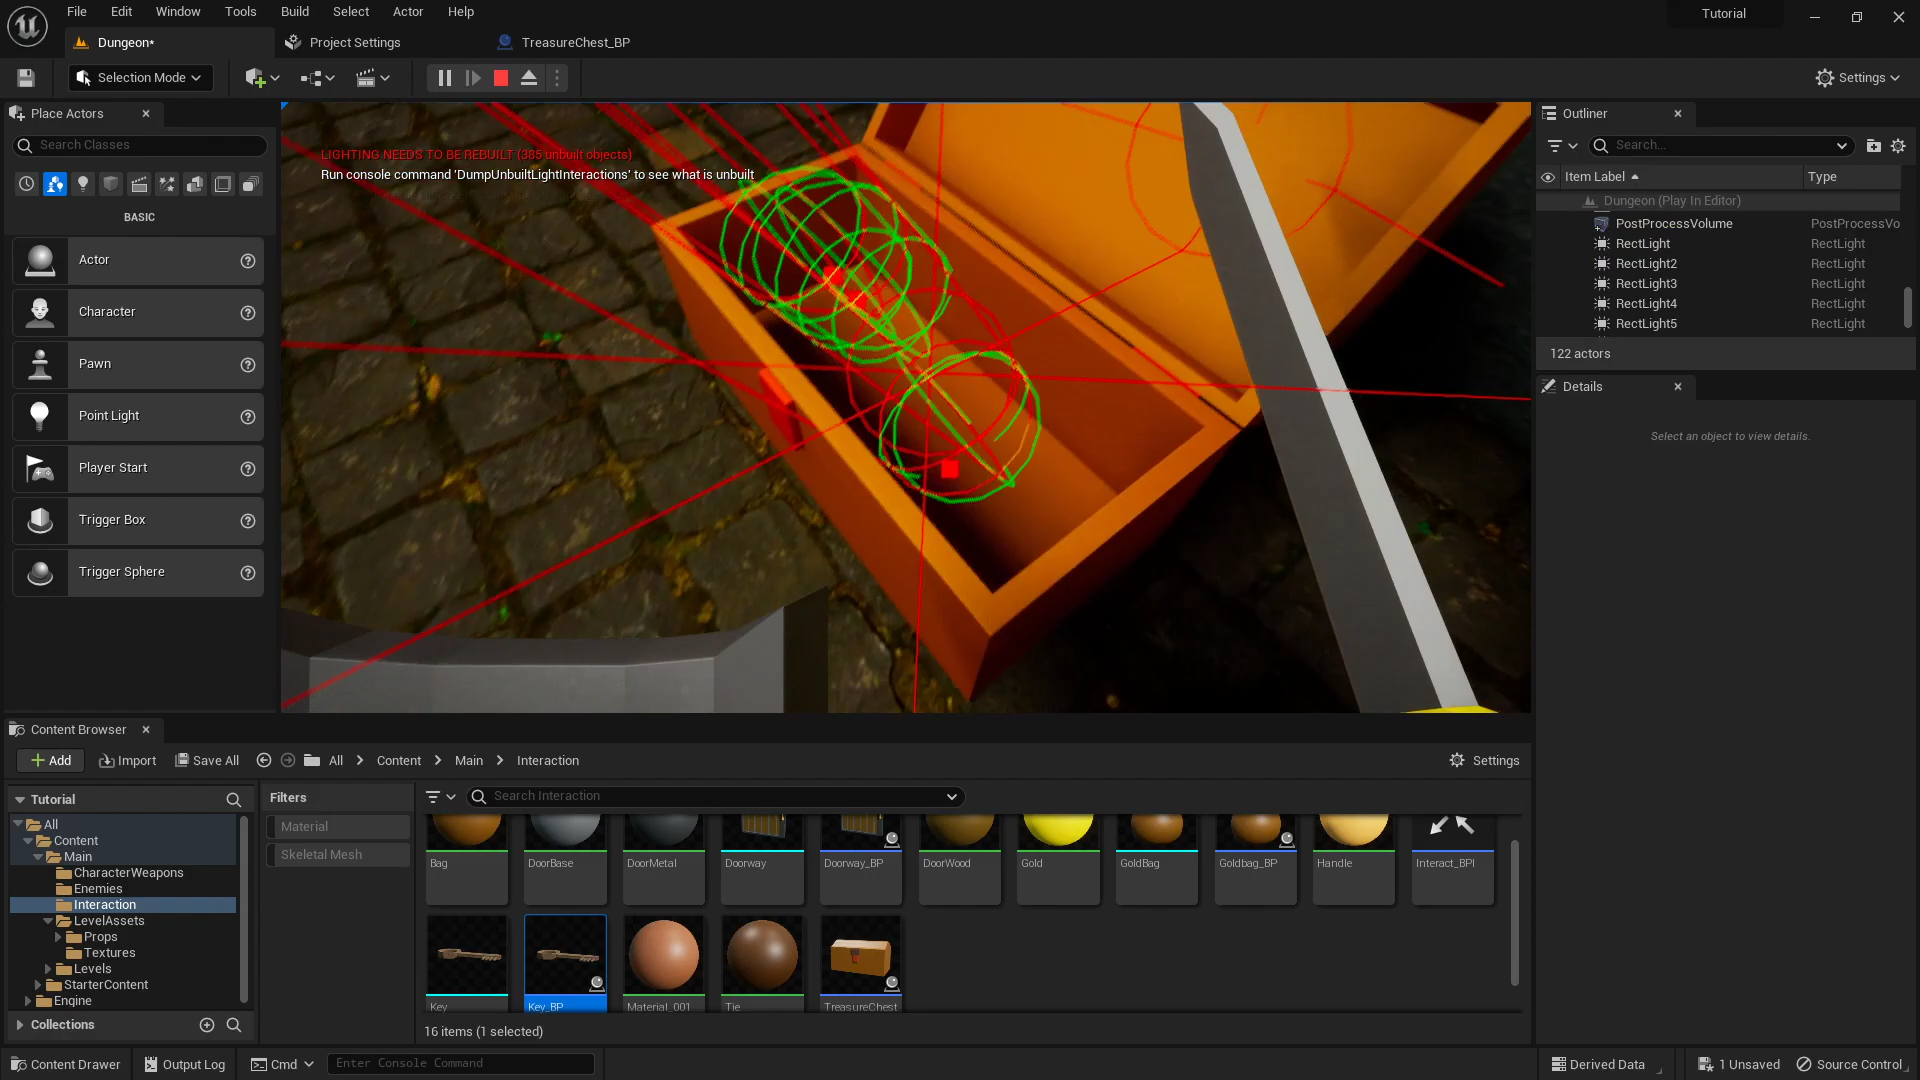 File Edit Window Tools Build Select Actor Help
Tutorial
Dungeon*
Project Settings
TreasureChest_BP
Selection Mode
Settings
Place Actors
Search Classes
BASIC
Actor
Character
Pawn
Point Light
Player Start
Trigger Box
Trigger Sphere
LIGHTING NEEDS TO BE REBUILT (385 unbuilt objects)
Run console command 'DumpUnbuiltLightInteractions' to see what is unbuilt
Outliner
Search...
Item Label Type
Dungeon (Play In Editor)
PostProcessVolume PostProcessVo
RectLight RectLight
RectLight2 RectLight
RectLight3 RectLight
RectLight4 RectLight
RectLight5 RectLight
122 actors
Details
Select an object to view details.
Content Browser
Add Import Save All All Content Main Interaction Settings
Tutorial
All
Content
Main
CharacterWeapons
Enemies
Interaction
LevelAssets
Props
Textures
Levels
StarterContent
Engine
Collections
Filters
Material
Skeletal Mesh
Search Interaction
Bag DoorBase DoorMetal Doorway Doorway_BP DoorWood Gold GoldBag Goldbag_BP Handle Interact_BPI
Key Key_BP Material_001 Tie TreasureChest
16 items (1 selected)
Content Drawer Output Log Cmd Enter Console Command Derived Data 1 Unsaved Source Control